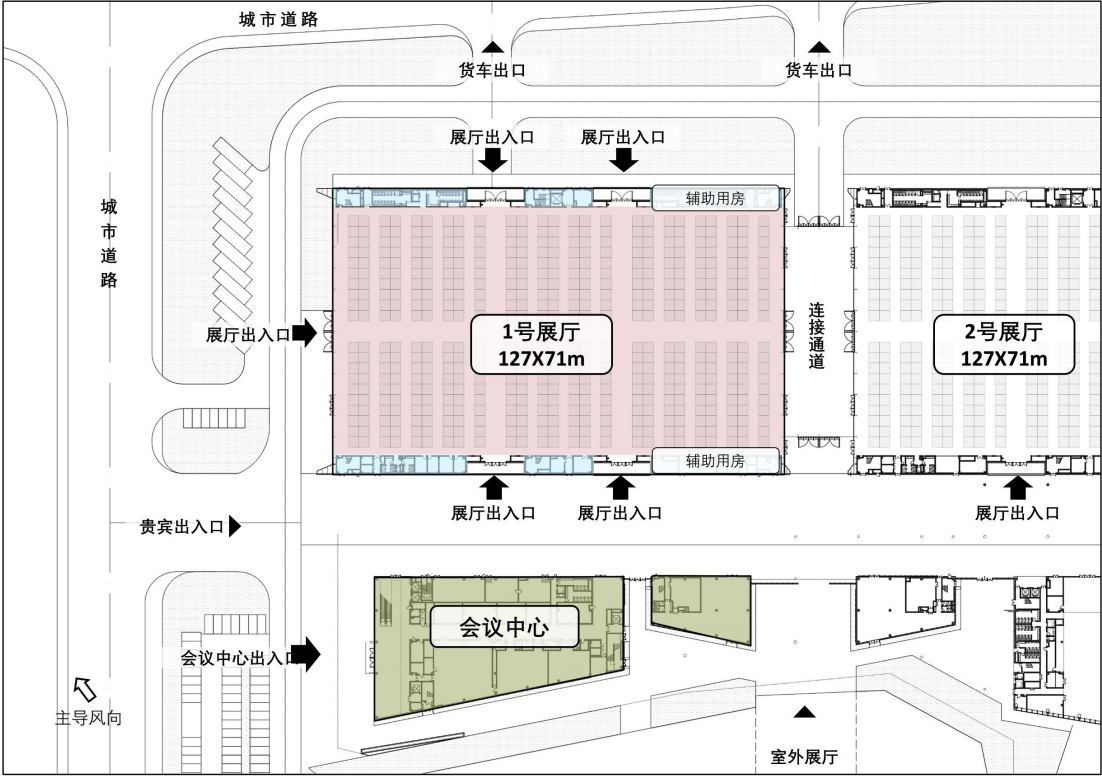 城市道路
货车出口
货车出口
展厅出入口
展厅出入口
辅助用房
城市道路
展厅出入口
1号展厅
127X71m
连接通道
2号展厅
127X71m
辅助用房
展厅出入口
展厅出入口
展厅出入口
贵宾出入口
会议中心
会议中心出入口
主导风向
室外展厅